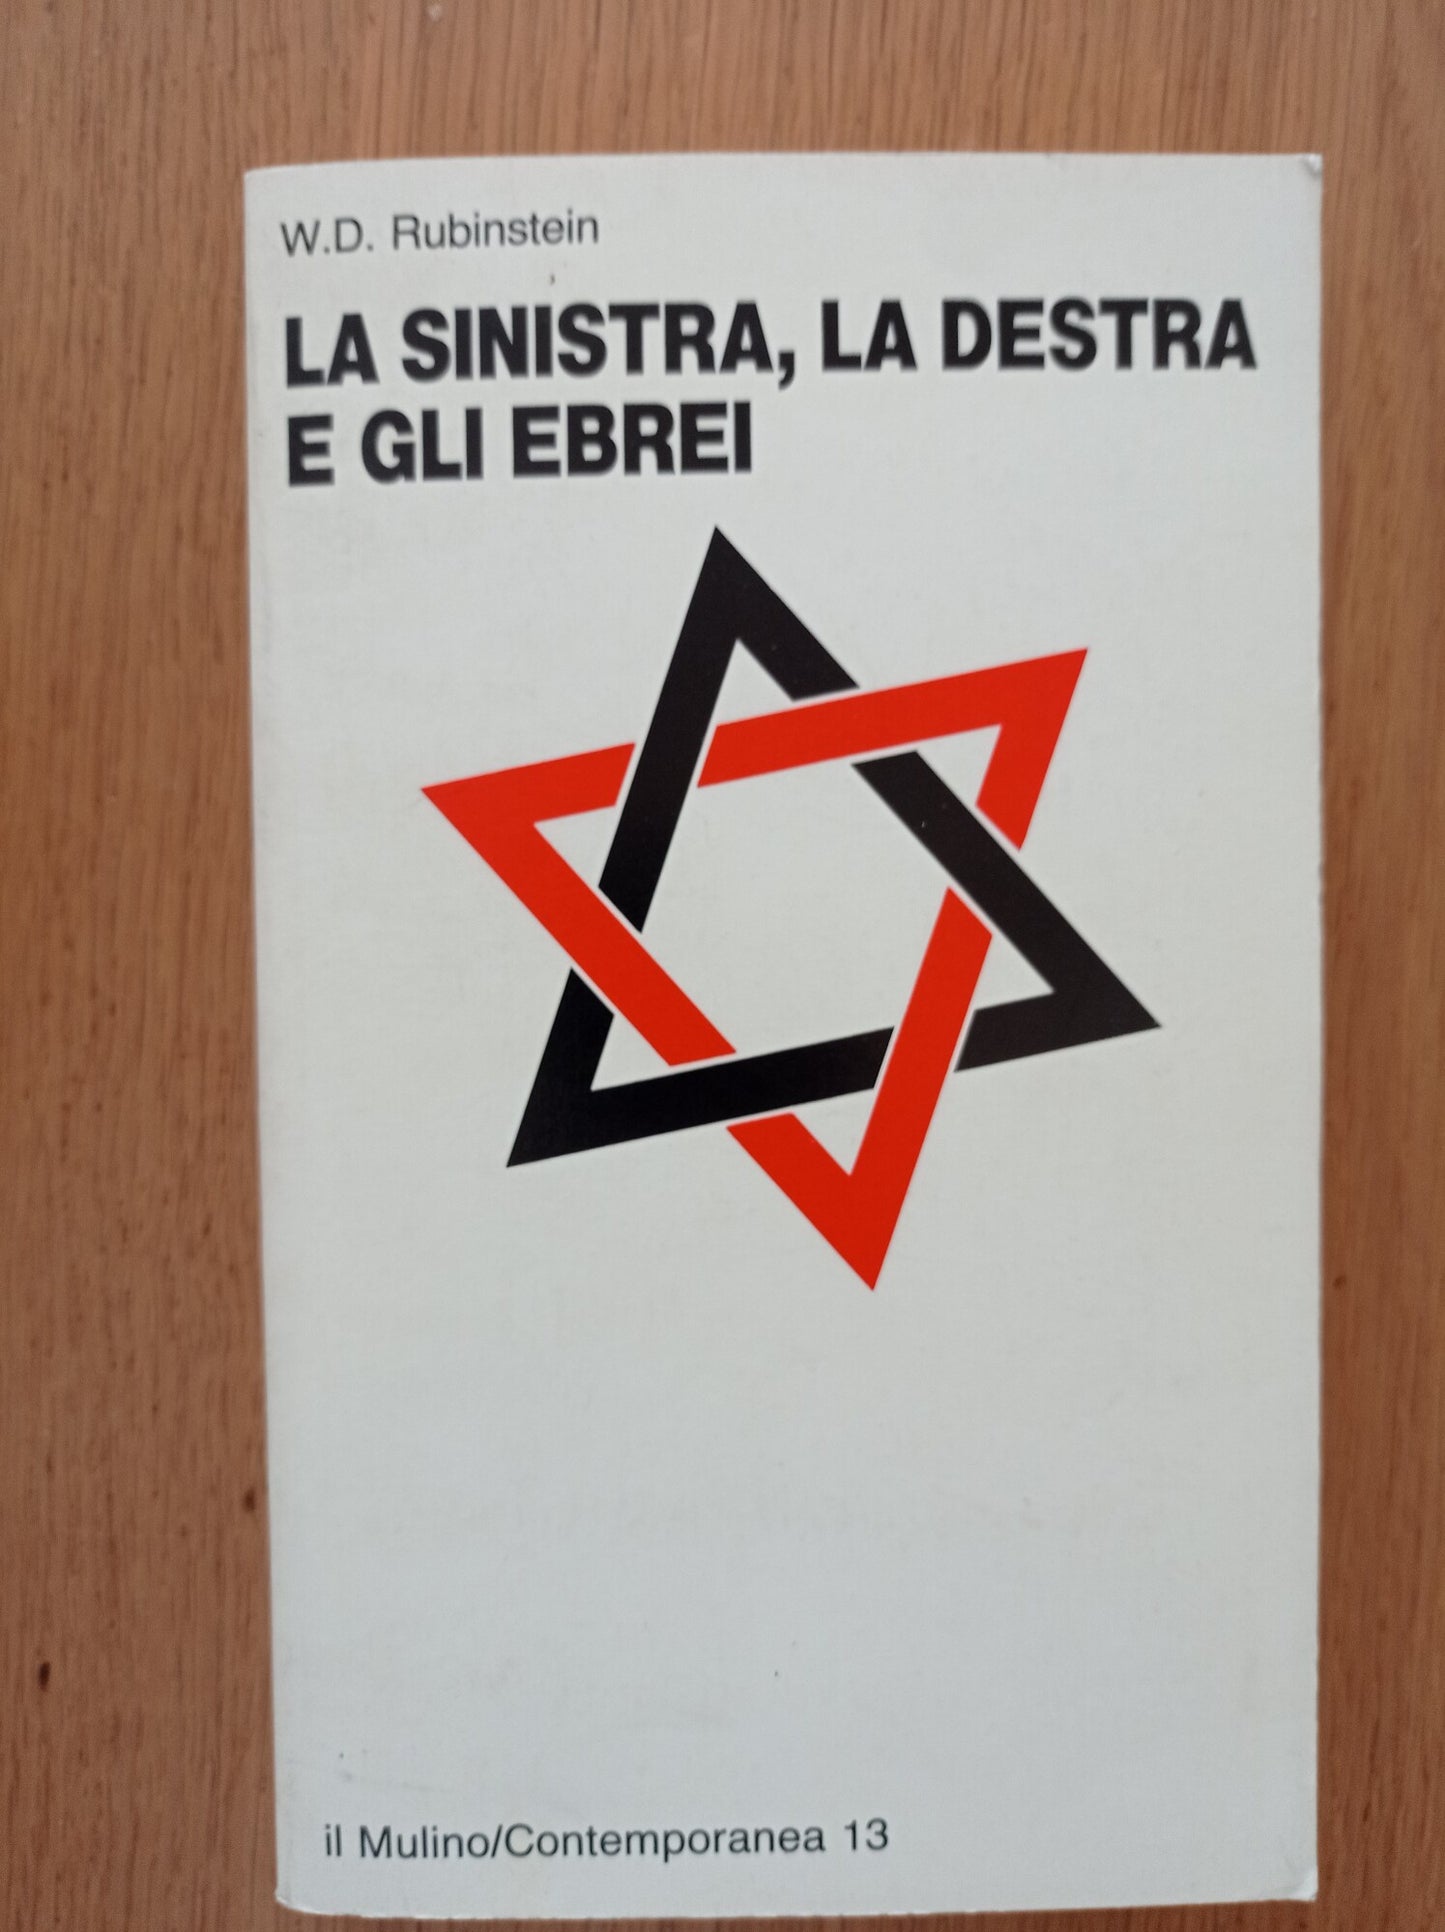 W.D. Rubinstein
LA SINISTRA, LA DESTRA
E GLI EBREI
il Mulino/Contemporanea 13